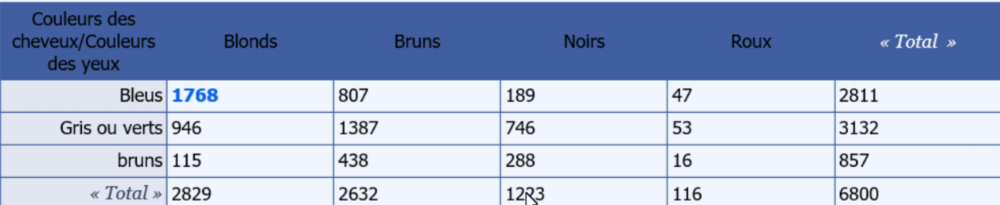 Couleurs des
cheveux/Couleurs
des yeux
Blonds Bruns Noirs Roux « Total »
Bleus 1768 807 189 47 2811
Gris ou verts 946 1387 746 53 3132
bruns 115 438 288 16 857
« Total » 2829 2632 1223 116 6800